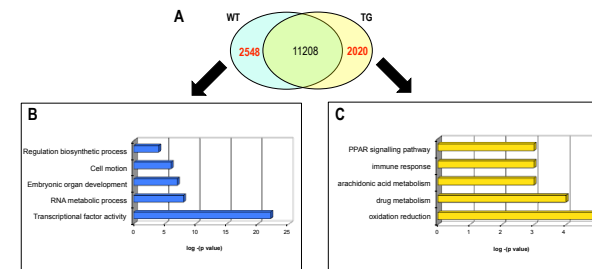 A
WT
TG
2548
11208
2020
B
Regulation biosynthetic process
Cell motion
Embryonic organ development
RNA metabolic process
Transcriptional factor activity
0 5 10 15 20 25
log -(p value)
C
PPAR signalling pathway
immune response
arachidonic acid metabolism
drug metabolism
oxidation reduction
0 1 2 3 4
log -(p value)